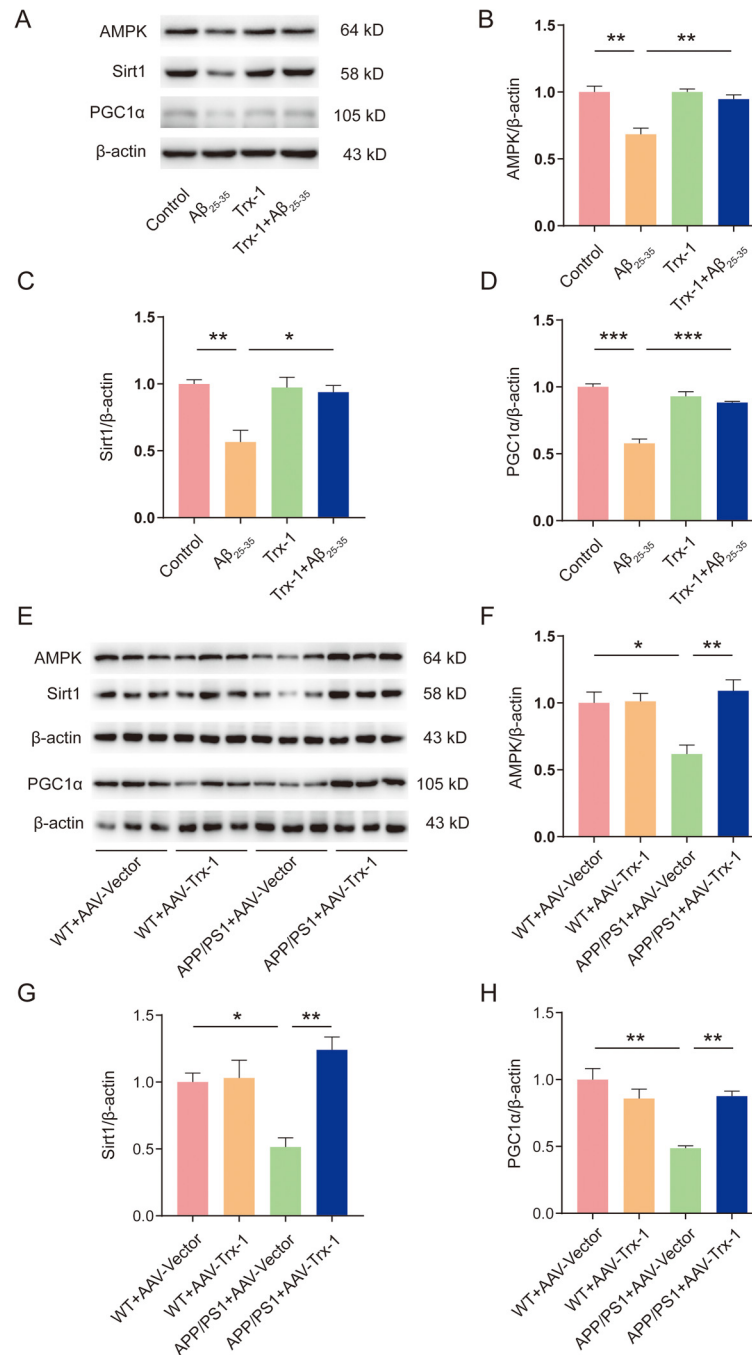 A
AMPK 64 kD
Sirt1 58 kD
PGC1α 105 kD
β-actin 43 kD
Control Aβ25-35 Trx-1 Trx-1+Aβ25-35
B
** **
AMPK/β-actin
1.5
1.0
0.5
0.0
Control Aβ25-35 Trx-1 Trx-1+Aβ25-35
C
** *
Sirt1/β-actin
1.5
1.0
0.5
0.0
Control Aβ25-35 Trx-1 Trx-1+Aβ25-35
D
*** ***
PGC1α/β-actin
1.5
1.0
0.5
0.0
Control Aβ25-35 Trx-1 Trx-1+Aβ25-35
E
AMPK 64 kD
Sirt1 58 kD
β-actin 43 kD
PGC1α 105 kD
β-actin 43 kD
WT+AAV-Vector WT+AAV-Trx-1 APP/PS1+AAV-Vector APP/PS1+AAV-Trx-1
F
* **
AMPK/β-actin
1.5
1.0
0.5
0.0
WT+AAV-Vector WT+AAV-Trx-1 APP/PS1+AAV-Vector APP/PS1+AAV-Trx-1
G
* **
Sirt1/β-actin
1.5
1.0
0.5
0.0
WT+AAV-Vector WT+AAV-Trx-1 APP/PS1+AAV-Vector APP/PS1+AAV-Trx-1
H
** **
PGC1α/β-actin
1.5
1.0
0.5
0.0
WT+AAV-Vector WT+AAV-Trx-1 APP/PS1+AAV-Vector APP/PS1+AAV-Trx-1